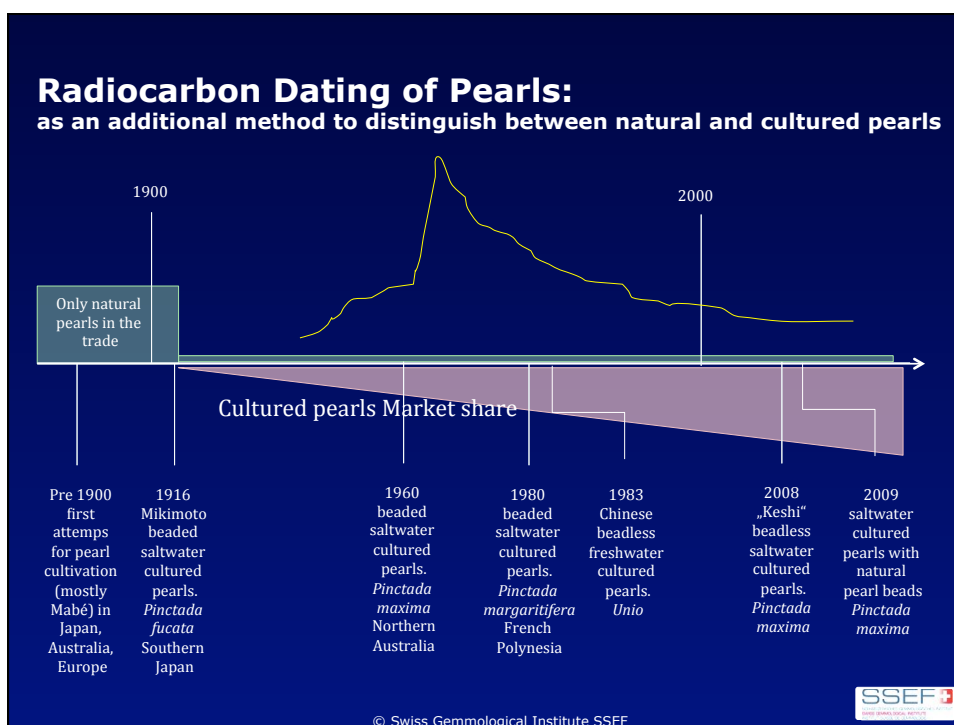 Radiocarbon Dating of Pearls:
as an additional method to distinguish between natural and cultured pearls
1900
2000
Only natural
pearls in the
trade
Cultured pearls Market share
Pre 1900
first
attemps
for pearl
cultivation
(mostly
Mabé) in
Japan,
Australia,
Europe
1916
Mikimoto
beaded
saltwater
cultured
pearls.
Pinctada
fucata
Southern
Japan
1960
beaded
saltwater
cultured
pearls.
Pinctada
maxima
Northern
Australia
1980
beaded
saltwater
cultured
pearls.
Pinctada
margaritifera
French
Polynesia
1983
Chinese
beadless
freshwater
cultured
pearls.
Unio
2008
„Keshi“
beadless
saltwater
cultured
pearls.
Pinctada
maxima
2009
saltwater
cultured
pearls with
natural
pearl beads
Pinctada
maxima
SSEF
© Swiss Gemmological Institute SSEF